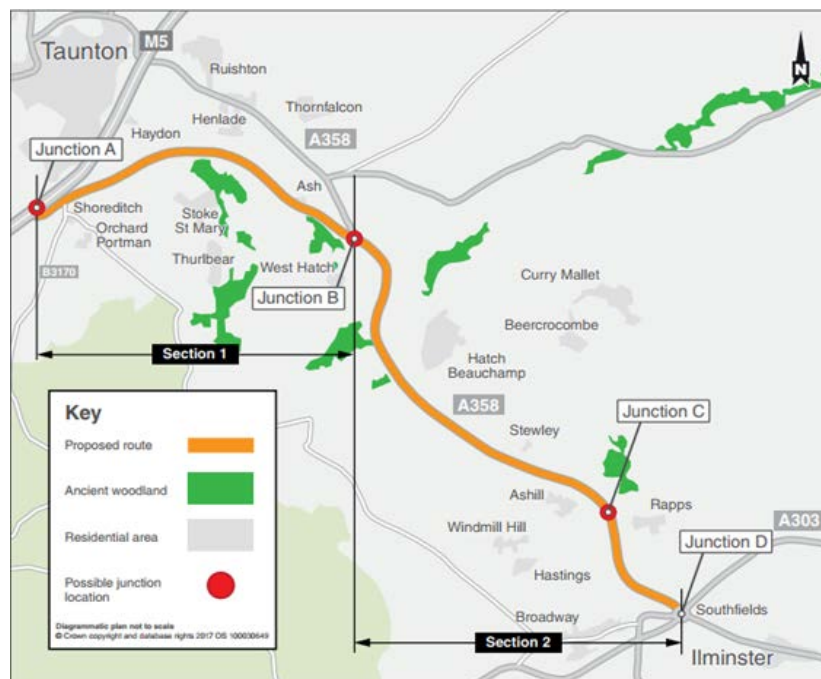 Taunton
M5
Ruishton
Thornfalcon
Henlade
Haydon
A358
Junction A
Ash
Shoreditch
Stoke
St Mary
Orchard
Portman
Thurlbear
West Hatch
B3170
Junction B
Curry Mallet
Beercrocombe
Section 1
Hatch
Beauchamp
A358
Junction C
Stewley
Key
Proposed route
Ancient woodland
Residential area
Possible junction
location
Diagrammatic plan not to scale
© Crown copyright and database rights 2017 OS 100030649
Ashill
Rapps
Windmill Hill
A303
Junction D
Hastings
Broadway
Southfields
Section 2
Ilminster
N